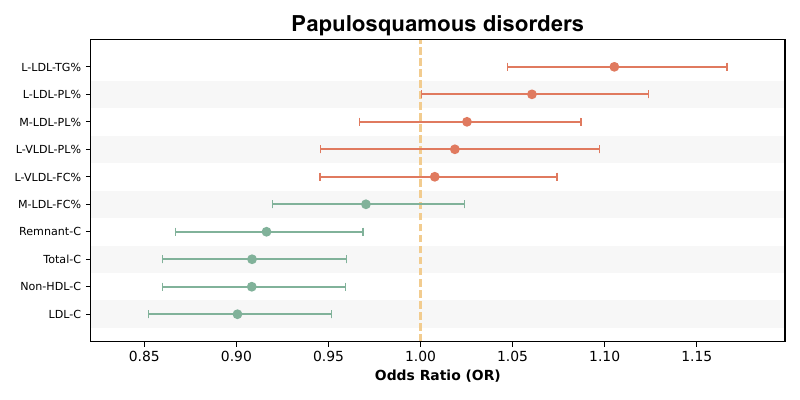 Papulosquamous disorders
L-LDL-TG%
L-LDL-PL%
M-LDL-PL%
L-VLDL-PL%
L-VLDL-FC%
M-LDL-FC%
Remnant-C
Total-C
Non-HDL-C
LDL-C
0.85 0.90 0.95 1.00 1.05 1.10 1.15
Odds Ratio (OR)